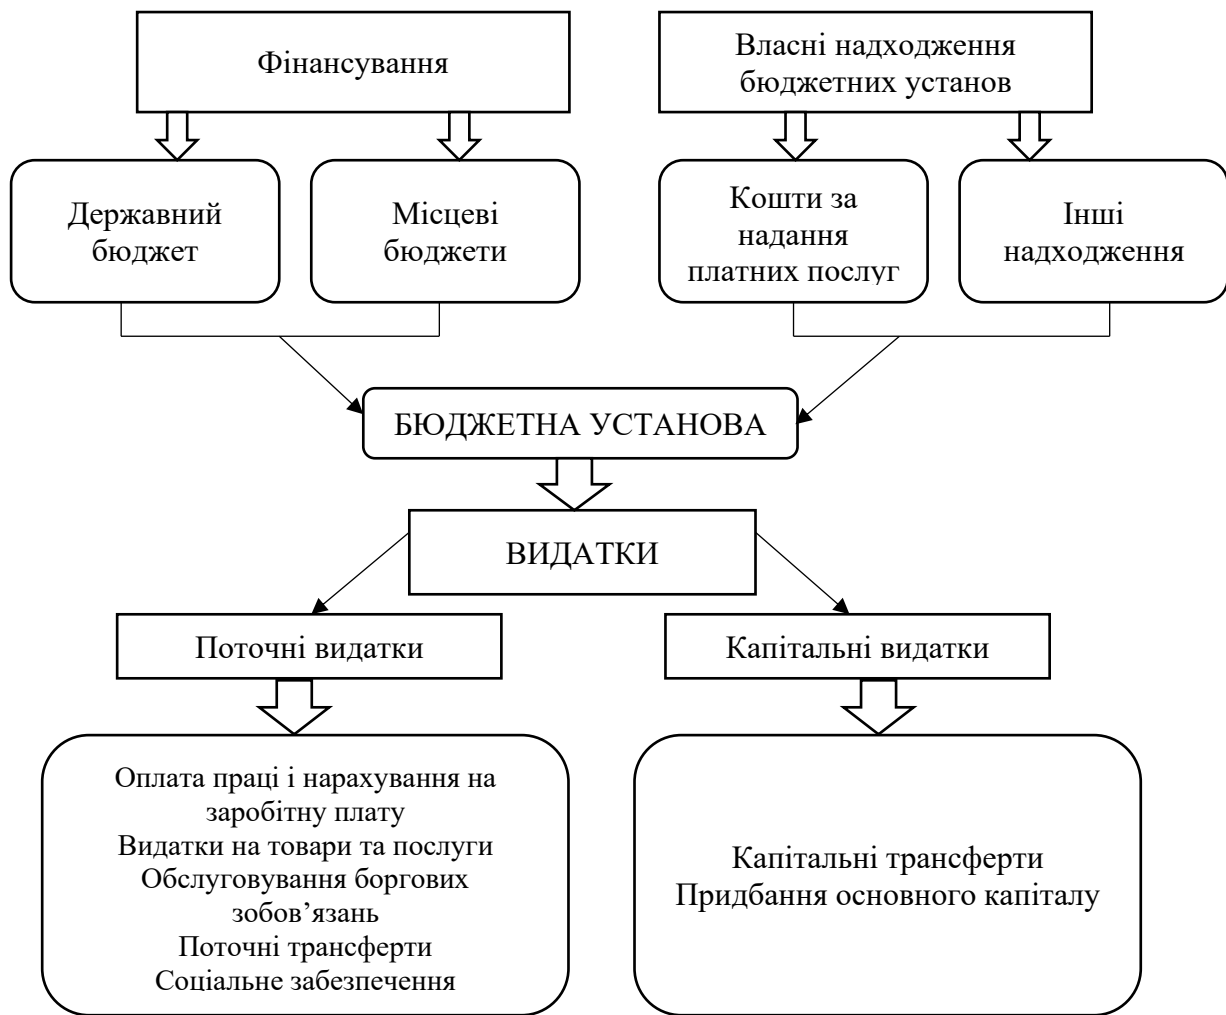 Фінансування
Власні надходження
бюджетних установ
Державний
бюджет
Місцеві
бюджети
Кошти за
надання
платних послуг
Інші
надходження
БЮДЖЕТНА УСТАНОВА
ВИДАТКИ
Поточні видатки
Капітальні видатки
Оплата праці і нарахування на
заробітну плату
Видатки на товари та послуги
Обслуговування боргових
зобов’язань
Поточні трансферти
Соціальне забезпечення
Капітальні трансферти
Придбання основного капіталу